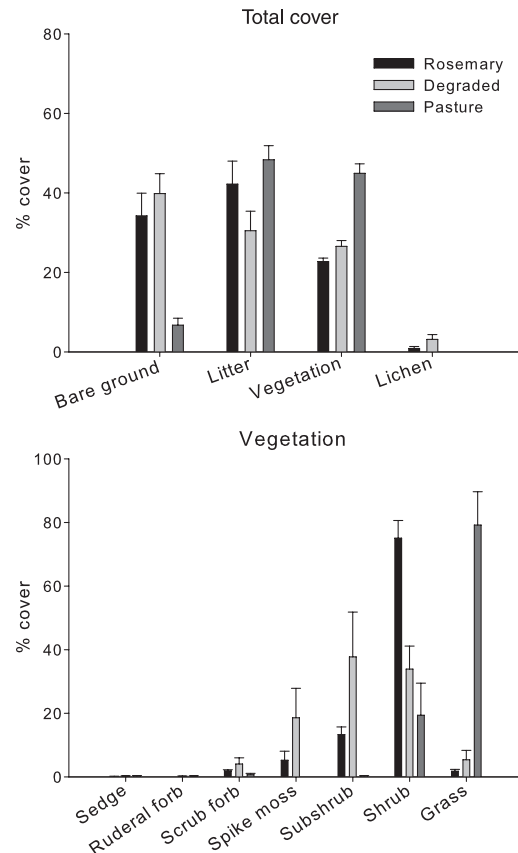 Total cover
80
Rosemary
Degraded
Pasture
60
% cover
40
20
0
Bare ground
Litter
Vegetation
Lichen
Vegetation
100
80
% cover
60
40
20
0
Sedge
Ruderal forb
Scrub forb
Spike moss
Subshrub
Shrub
Grass